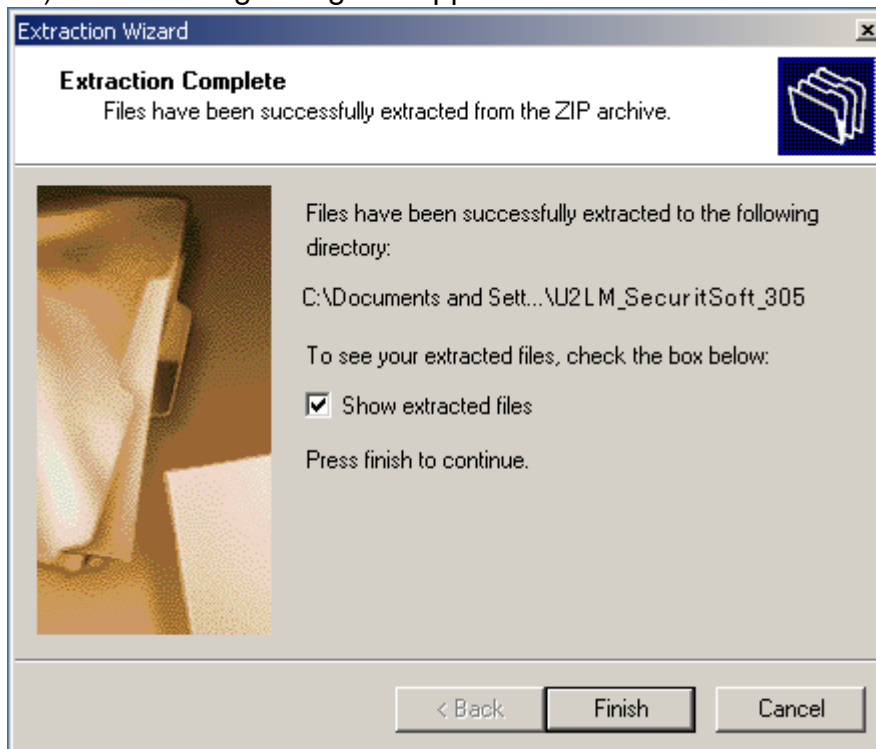 Extraction Wizard
Extraction Complete
Files have been successfully extracted from the ZIP archive.
Files have been successfully extracted to the following
directory:
C:\Documents and Sett...\U2LM_SecuritSoft_305
To see your extracted files, check the box below:
Show extracted files
Press finish to continue.
< Back
Finish
Cancel